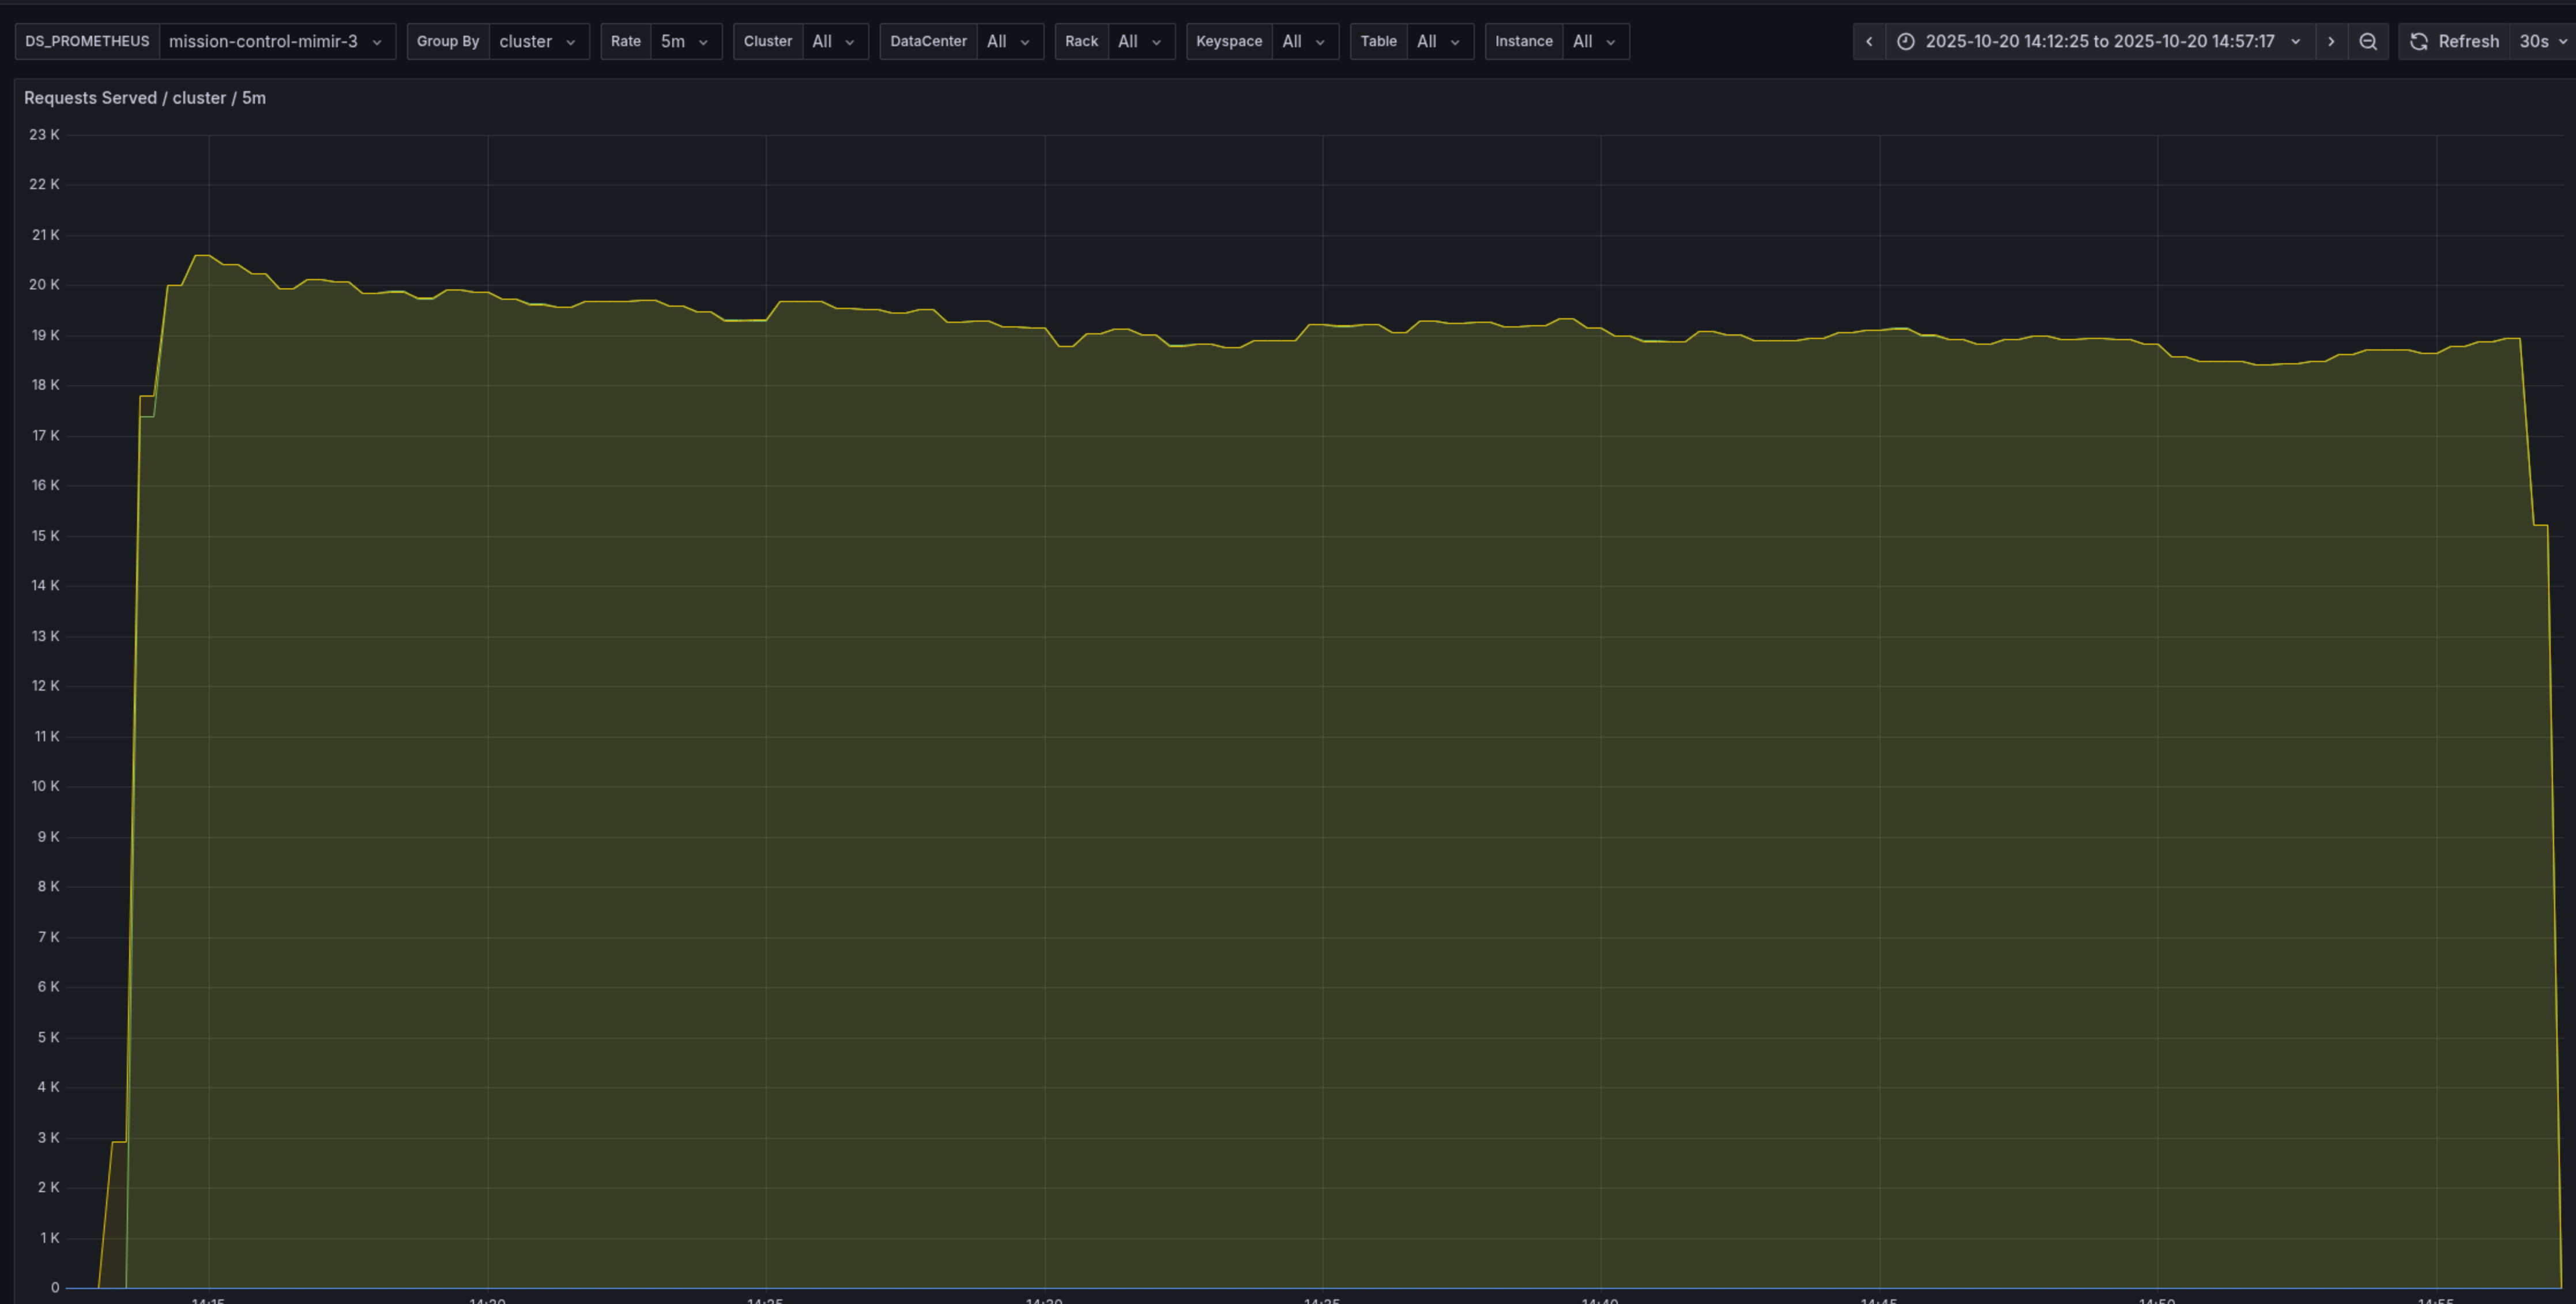 DS_PROMETHEUS mission-control-mimir-3 Group By cluster Rate 5m Cluster All DataCenter All Rack All Keyspace All Table All Instance All 2025-10-20 14:12:25 to 2025-10-20 14:57:17 Refresh 30s
Requests Served / cluster / 5m
23 K
22 K
21 K
20 K
19 K
18 K
17 K
16 K
15 K
14 K
13 K
12 K
11 K
10 K
9 K
8 K
7 K
6 K
5 K
4 K
3 K
2 K
1 K
0